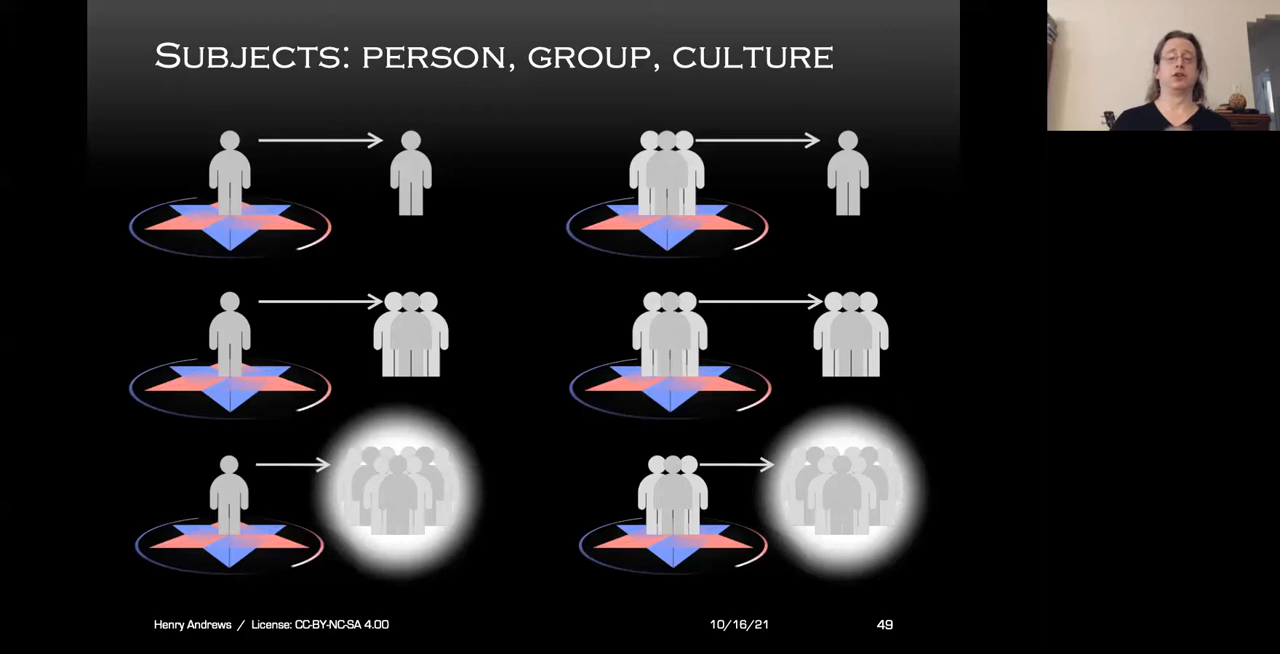 SUBJECTS: PERSON, GROUP, CULTURE
Henry Andrews / License: CC-BY-NC-SA 4.00
10/16/21
49